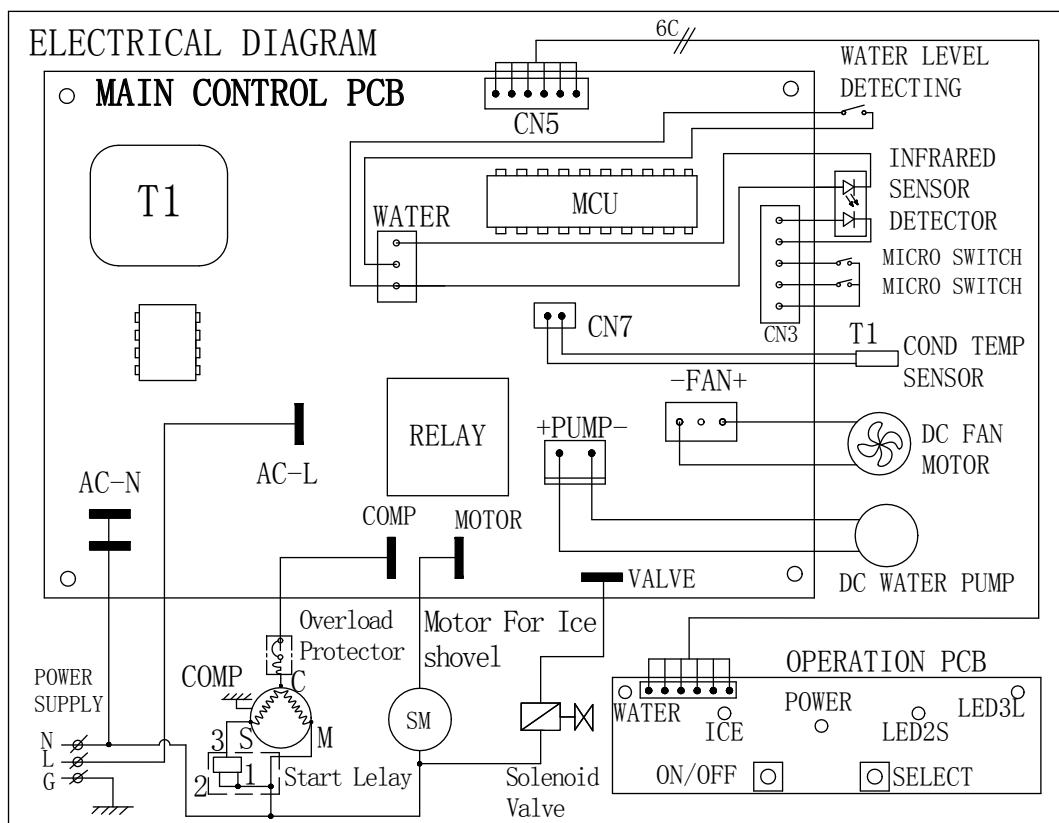 ELECTRICAL DIAGRAM
6C
MAIN CONTROL PCB
CN5
WATER LEVEL
DETECTING
T1
MCU
WATER
INFRARED
SENSOR
DETECTOR
MICRO SWITCH
MICRO SWITCH
CN3
CN7
T1
COND TEMP
SENSOR
-FAN+
DC FAN
MOTOR
RELAY
+PUMP-
AC-L
AC-N
COMP
MOTOR
VALVE
DC WATER PUMP
Overload
Protector
Motor For Ice
shovel
COMP
C
S
M
SM
POWER
SUPPLY
N
L
G
3
2
1
Start Lelay
Solenoid
Valve
OPERATION PCB
WATER
ICE
POWER
LED2S
LED3L
ON/OFF
SELECT